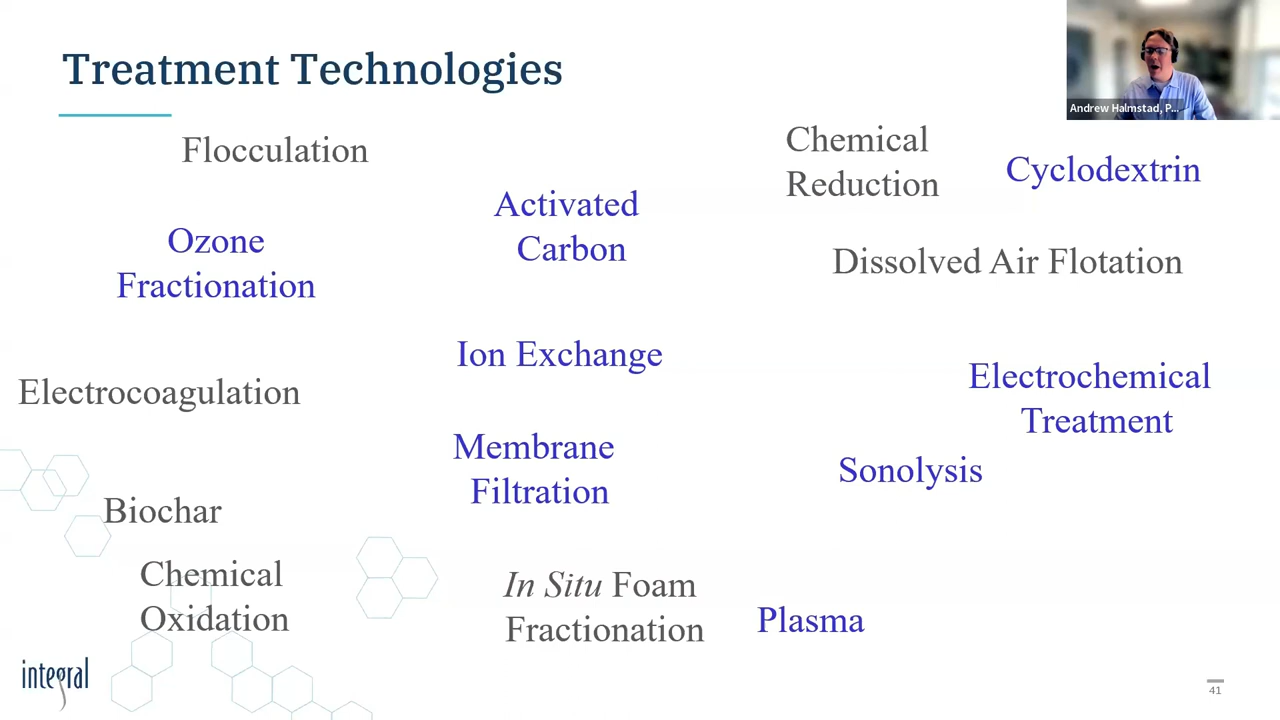 Treatment Technologies
Andrew Halmstad, P...
Flocculation
Chemical
Reduction
Cyclodextrin
Activated
Carbon
Ozone
Fractionation
Dissolved Air Flotation
Ion Exchange
Electrochemical
Treatment
Electrocoagulation
Membrane
Filtration
Sonolysis
Biochar
Chemical
Oxidation
In Situ Foam
Fractionation
Plasma
integral
41